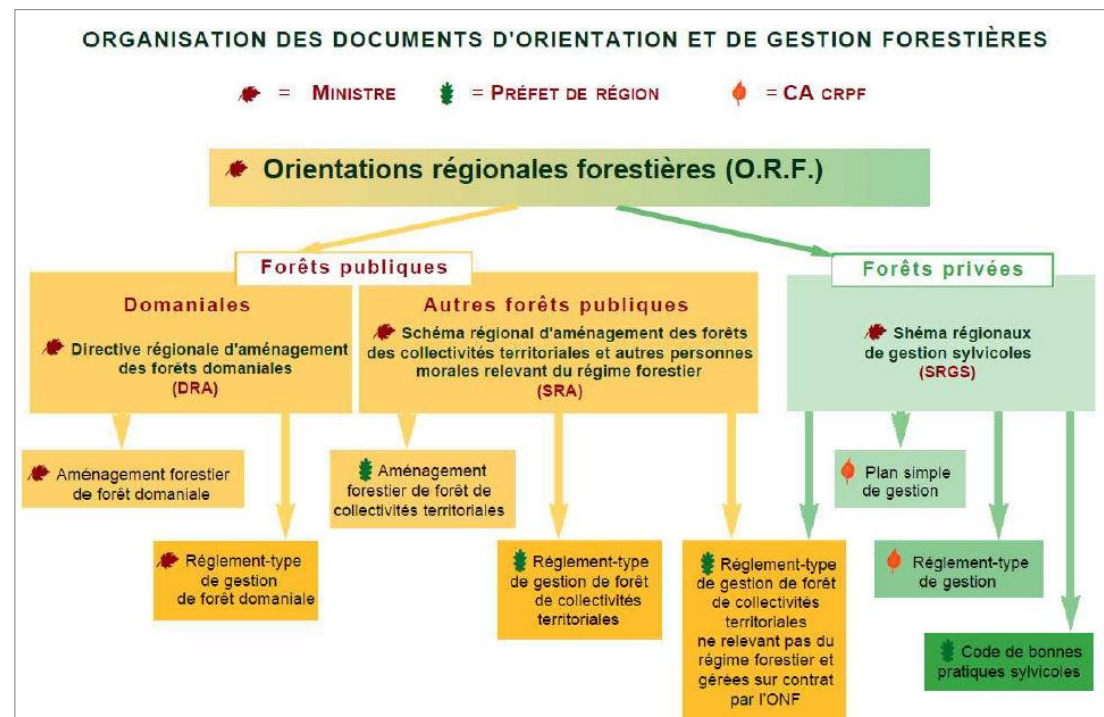 ORGANISATION DES DOCUMENTS D'ORIENTATION ET DE GESTION FORESTIÈRES
= MINISTRE = PRÉFET DE RÉGION = CA CRPF
Orientations régionales forestières (O.R.F.)
Forêts publiques
Domaniales
Directive régionale d'aménagement
des forêts domaniales
(DRA)
Autres forêts publiques
Schéma régional d'aménagement des forêts
des collectivités territoriales et autres personnes
morales relevant du régime forestier
(SRA)
Forêts privées
Shéma régionaux
de gestion sylvicoles
(SRGS)
Aménagement forestier
de forêt domaniale
Aménagement
forestier de forêt de
collectivités territoriales
Plan simple
de gestion
Réglement-type
de gestion
de forêt domaniale
Réglement-type
de gestion de forêt
de collectivités
territoriales
Réglement-type
de gestion de forêt
de collectivités
territoriales
ne relevant pas du
régime forestier et
gérées sur contrat
par l'ONF
Réglement-type
de gestion
Code de bonnes
pratiques sylvicoles